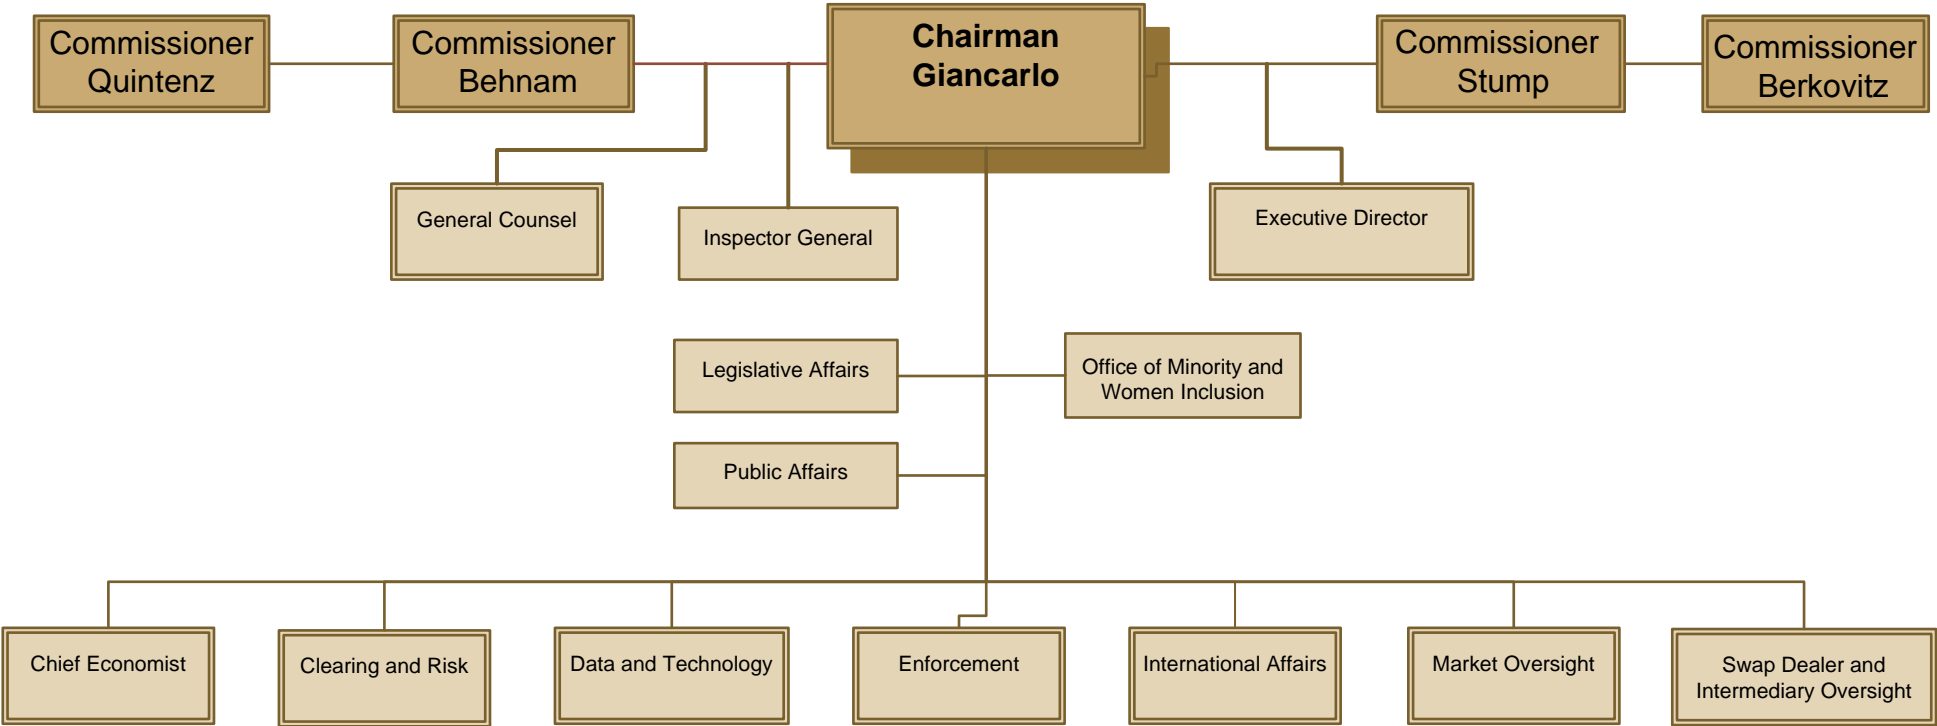 Commissioner
Quintenz
Commissioner
Behnam
Chairman
Giancarlo
Commissioner
Stump
Commissioner
Berkovitz
General Counsel
Inspector General
Executive Director
Legislative Affairs
Office of Minority and
Women Inclusion
Public Affairs
Chief Economist
Clearing and Risk
Data and Technology
Enforcement
International Affairs
Market Oversight
Swap Dealer and
Intermediary Oversight